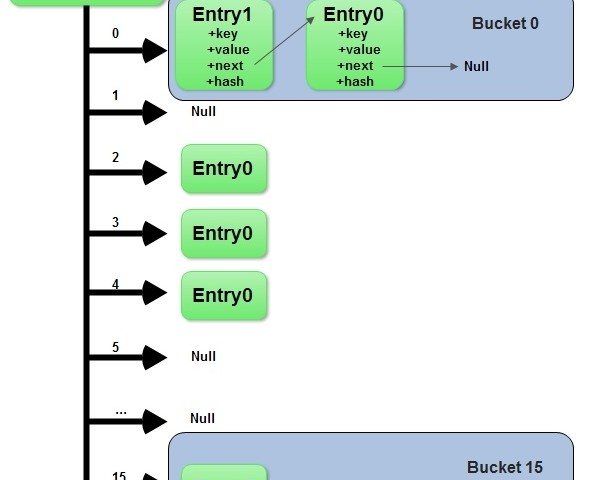 Entry1
+key
+value
+next
+hash
Entry0
+key
+value
+next
+hash
Null
Bucket 0
0
1
Null
2
Entry0
3
Entry0
4
Entry0
5
Null
...
Null
Bucket 15
15